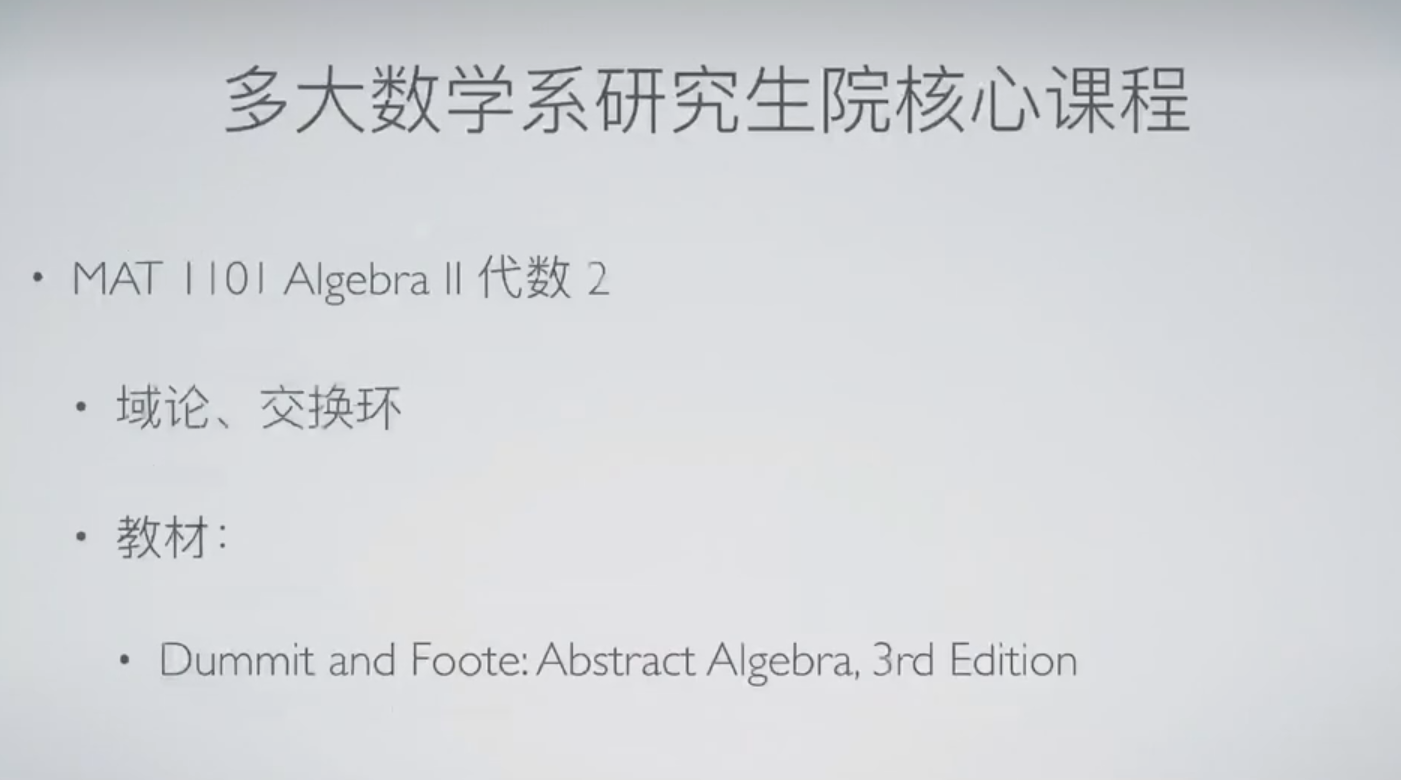 多大数学系研究生院核心课程
• MAT 1101 Algebra II 代数 2
• 域论、交换环
• 教材：
• Dummit and Foote: Abstract Algebra, 3rd Edition